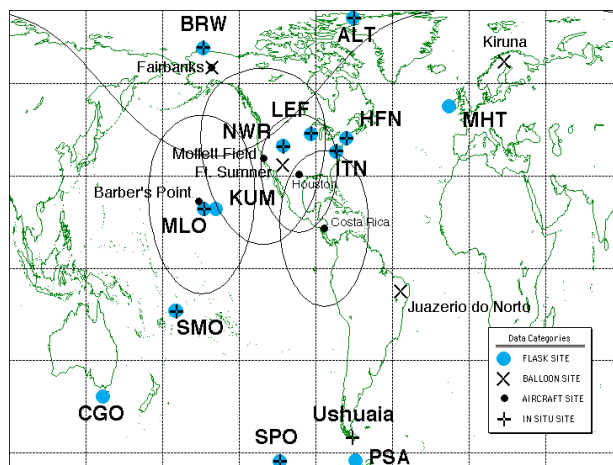 BRW
ALT
Kiruna
Fairbanks
LEF
HFN
MHT
NWR
Moffett Field
Ft. Sumner
ITN
Houston
Barber's Point
KUM
MLO
Costa Rica
Juazerio do Norto
SMO
Data Categories
FLASK SITE
BALLOON SITE
AIRCRAFT SITE
IN SITU SITE
CGO
Ushuaia
SPO
PSA